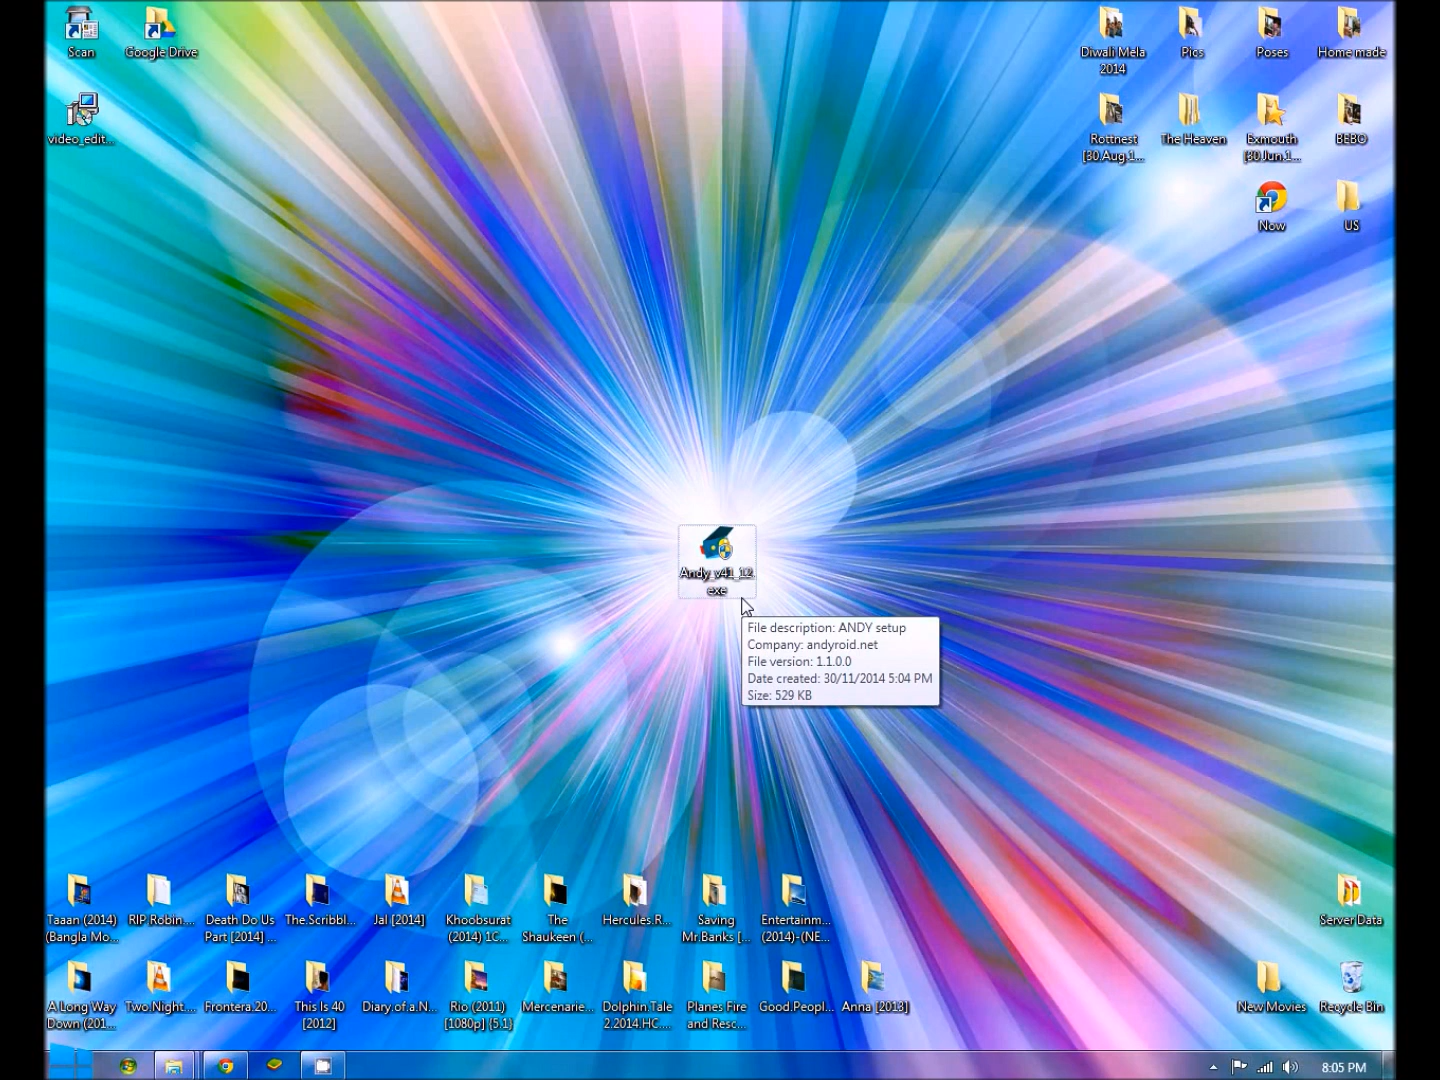 Scan
Google Drive
Diwali Mela
2014
Pics
Poses
Home made
video_edit...
Rottnest
[30.Aug.1...
The Heaven
Exmouth
[30.Jun.1...
BEBO
Now
US
Andy_v41_12.
exe
File description: ANDY setup
Company: andyroid.net
File version: 1.1.0.0
Date created: 30/11/2014 5:04 PM
Size: 529 KB
Taaan (2014)
(Bangla Mo...
RIP.Robin....
Death Do Us
Part [2014] ...
The.Scribbl...
Jal [2014]
Khoobsurat
(2014) 1C...
The
Shaukeen (...
Hercules.R...
Saving
Mr.Banks [...
Entertainm...
(2014)-(NE...
Server Data
A Long Way
Down (201...
Two.Night....
Frontera.20...
This Is 40
[2012]
Diary.of.a.N...
Rio (2011)
[1080p] {5.1}
Mercenarie...
Dolphin.Tale
2.2014.HC....
Planes Fire
and Resc...
Good.Peopl...
Anna [2013]
New Movies
Recycle Bin
8:05 PM